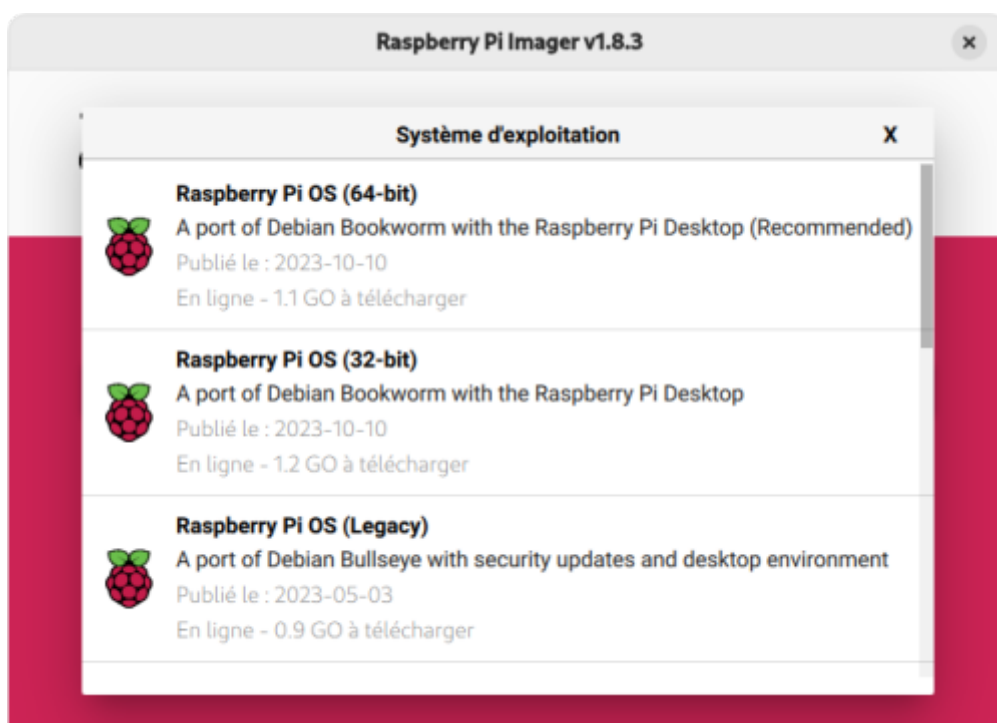 Raspberry Pi Imager v1.8.3
Système d'exploitation X
Raspberry Pi OS (64-bit)
A port of Debian Bookworm with the Raspberry Pi Desktop (Recommended)
Publié le : 2023-10-10
En ligne - 1.1 GO à télécharger
Raspberry Pi OS (32-bit)
A port of Debian Bookworm with the Raspberry Pi Desktop
Publié le : 2023-10-10
En ligne - 1.2 GO à télécharger
Raspberry Pi OS (Legacy)
A port of Debian Bullseye with security updates and desktop environment
Publié le : 2023-05-03
En ligne - 0.9 GO à télécharger